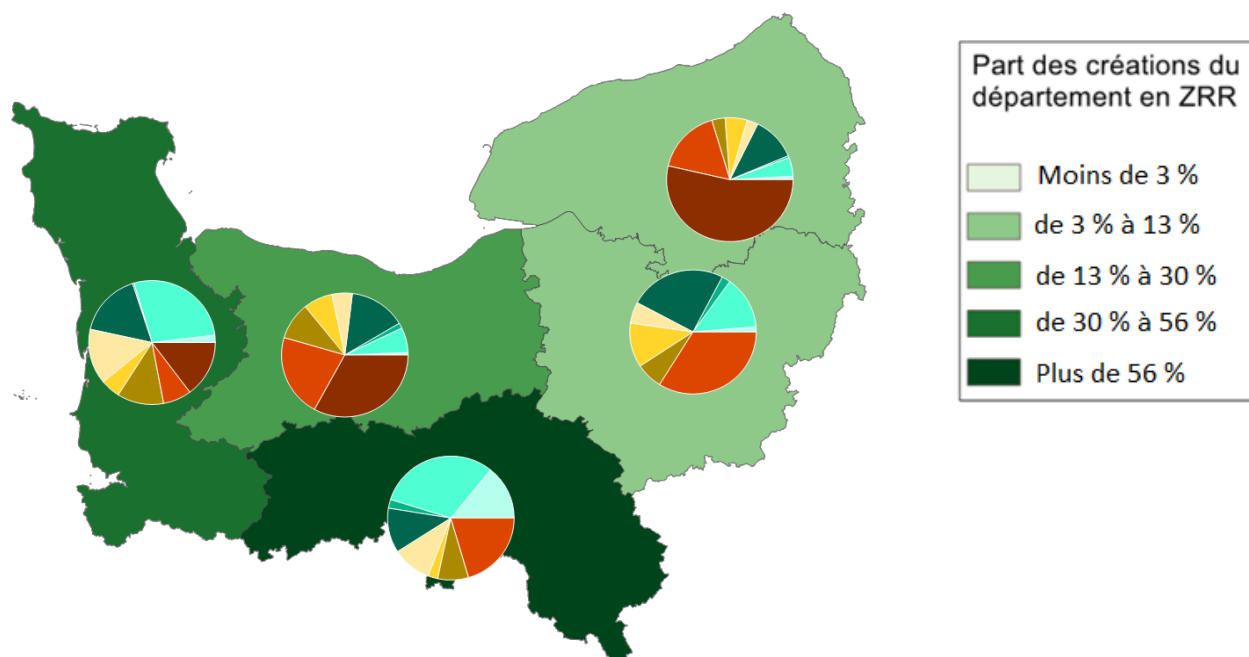 Part des créations du
département en ZRR
Moins de 3 %
de 3 % à 13 %
de 13 % à 30 %
de 30 % à 56 %
Plus de 56 %